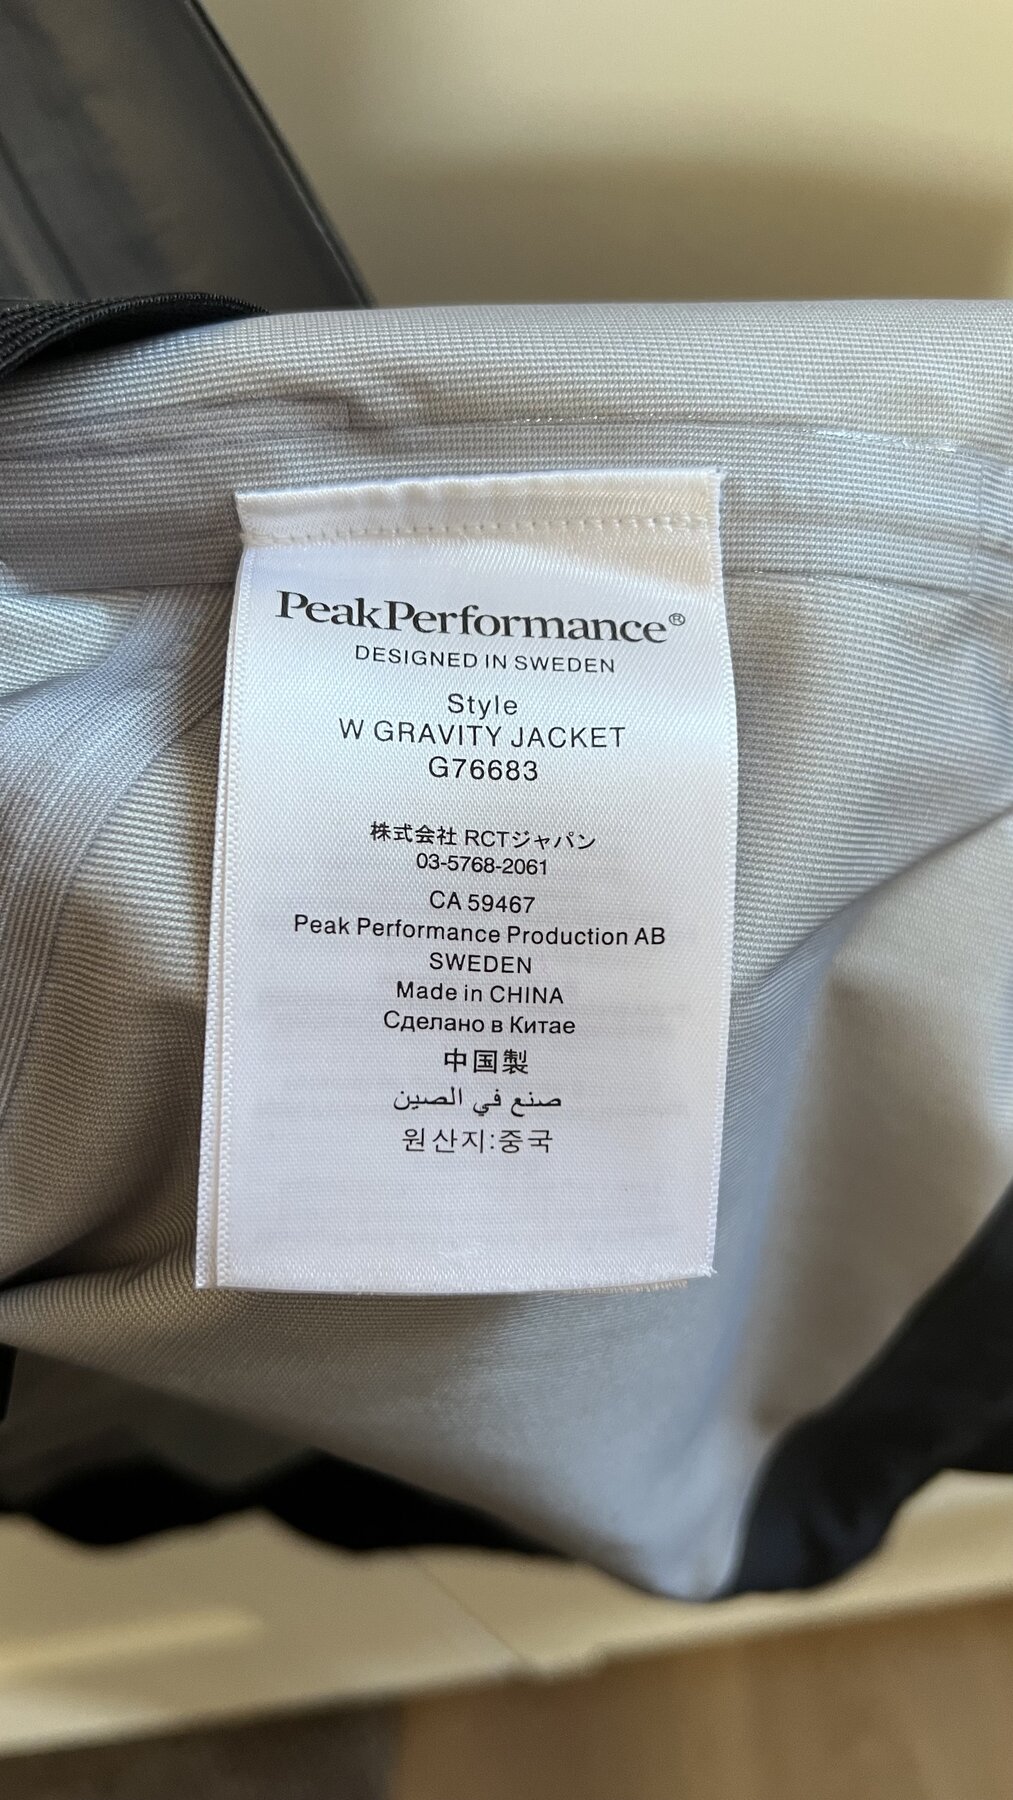 PeakPerformance®
DESIGNED IN SWEDEN
Style
W GRAVITY JACKET
G76683
株式会社 RCTジャパン
03-5768-2061
CA 59467
Peak Performance Production AB
SWEDEN
Made in CHINA
Сделано в Китае
中国製
صنع في الصين
원산지:중국